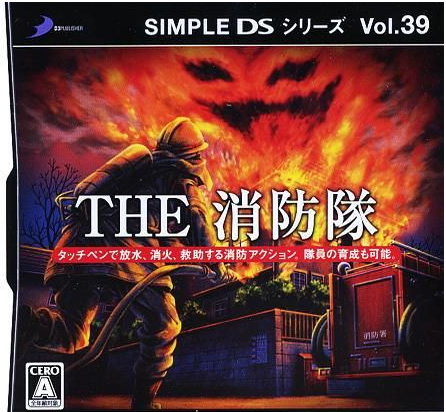 D3PUBLISHER
SIMPLE DS シリーズ Vol.39
THE 消防隊
タッチペンで放水、消火、救助する消防アクション。隊員の育成も可能。
消防署
CERO
A
全年齢対象